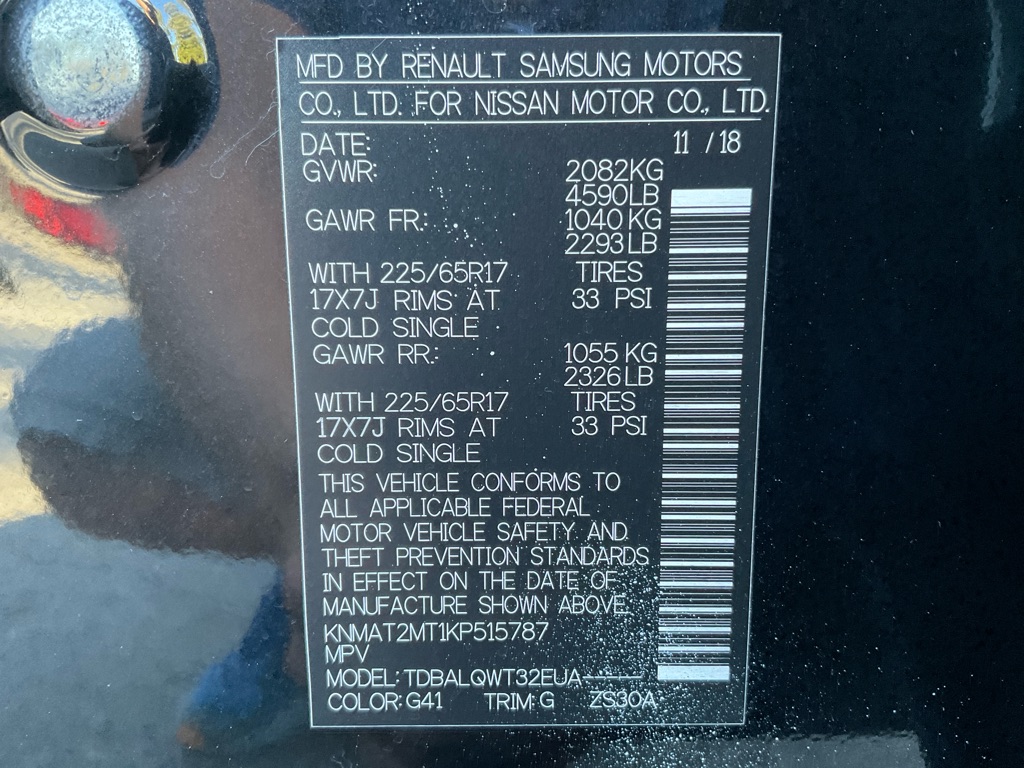 MFD BY RENAULT SAMSUNG MOTORS
CO., LTD. FOR NISSAN MOTOR CO., LTD.
DATE: 11 / 18
GVWR: 2082KG
4590LB
GAWR FR.: 1040 KG
2293 LB
WITH 225/65R17 TIRES
17X7J RIMS AT 33 PSI
COLD SINGLE
GAWR RR.: 1055 KG
2326 LB
WITH 225/65R17 TIRES
17X7J RIMS AT 33 PSI
COLD SINGLE
THIS VEHICLE CONFORMS TO
ALL APPLICABLE FEDERAL
MOTOR VEHICLE SAFETY AND
THEFT PREVENTION STANDARDS
IN EFFECT ON THE DATE OF
MANUFACTURE SHOWN ABOVE.
KNMAT2MT1KP515787
MPV
MODEL: TDBALQWT32EUA-----
COLOR: G41 TRIM: G ZS30A